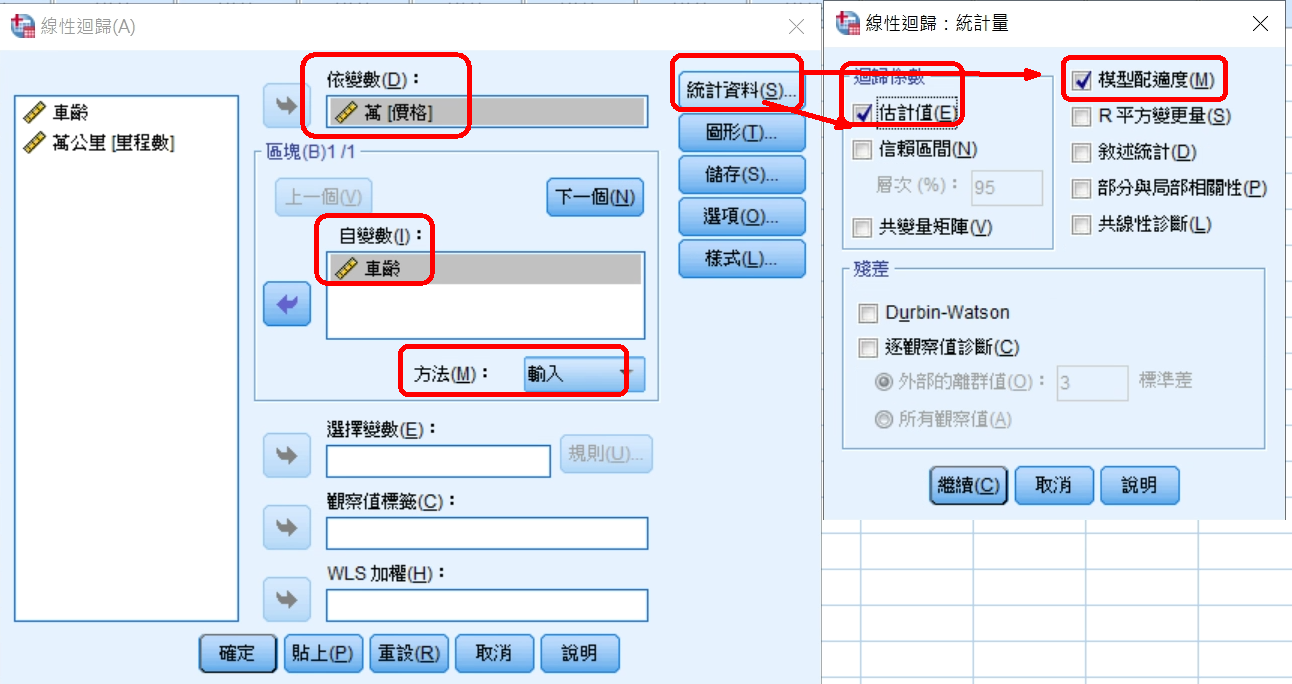 線性迴歸(A)
車齡
萬公里 [里程數]
依變數(D)：
萬 [價格]
區塊(B)1 /1
上一個(V)
下一個(N)
自變數(I)：
車齡
方法(M)：
輸入
選擇變數(E)：
規則(U)...
觀察值標籤(C)：
WLS 加權(H)：
統計資料(S)...
圖形(T)...
儲存(S)...
選項(O)...
樣式(L)...
確定
貼上(P)
重設(R)
取消
說明
線性迴歸：統計量
迴歸係數
估計值(E)
信賴區間(N)
層次 (%)：
95
共變量矩陣(V)
模型配適度(M)
R 平方變更量(S)
敘述統計(D)
部分與局部相關性(P)
共線性診斷(L)
殘差
Durbin-Watson
逐觀察值診斷(C)
外部的離群值(O)：
3
標準差
所有觀察值(A)
繼續(C)
取消
說明